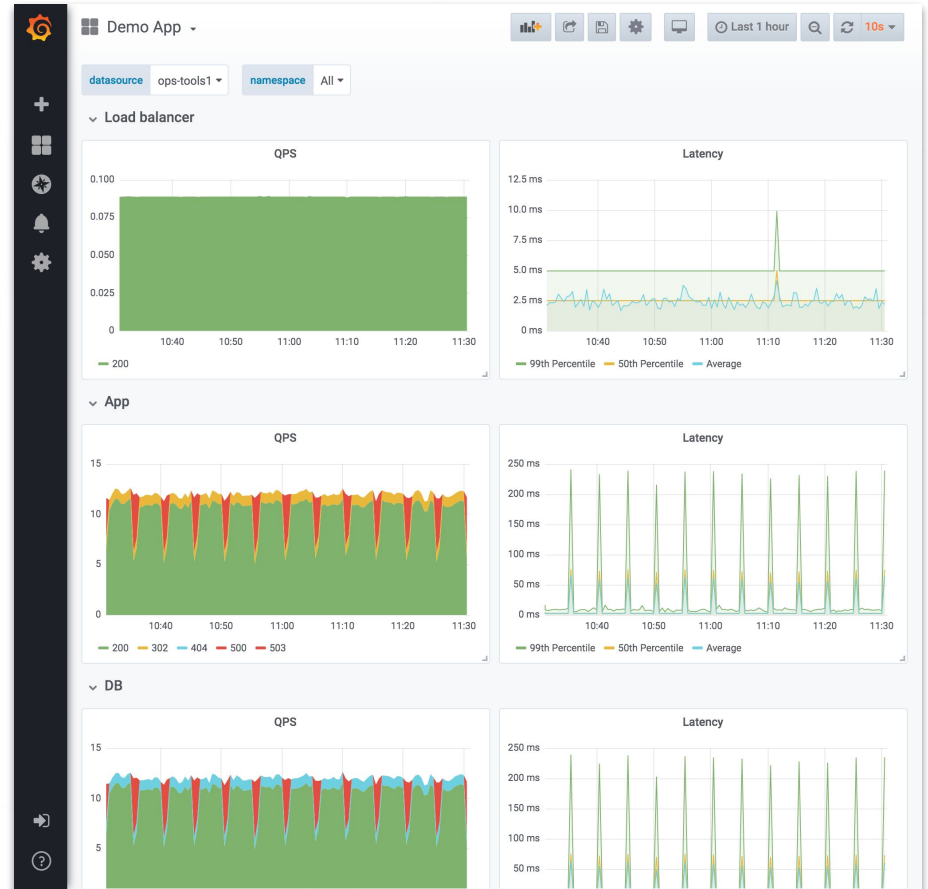 Demo App
Last 1 hour
10s
datasource ops-tools1 namespace All
Load balancer
QPS
0.100
0.075
0.050
0.025
0
10:40 10:50 11:00 11:10 11:20 11:30
200
Latency
12.5 ms
10.0 ms
7.5 ms
5.0 ms
2.5 ms
0 ms
10:40 10:50 11:00 11:10 11:20 11:30
99th Percentile 50th Percentile Average
App
QPS
15
10
5
0
10:40 10:50 11:00 11:10 11:20 11:30
200 302 404 500 503
Latency
250 ms
200 ms
150 ms
100 ms
50 ms
0 ms
10:40 10:50 11:00 11:10 11:20 11:30
99th Percentile 50th Percentile Average
DB
QPS
15
10
5
Latency
250 ms
200 ms
150 ms
100 ms
50 ms